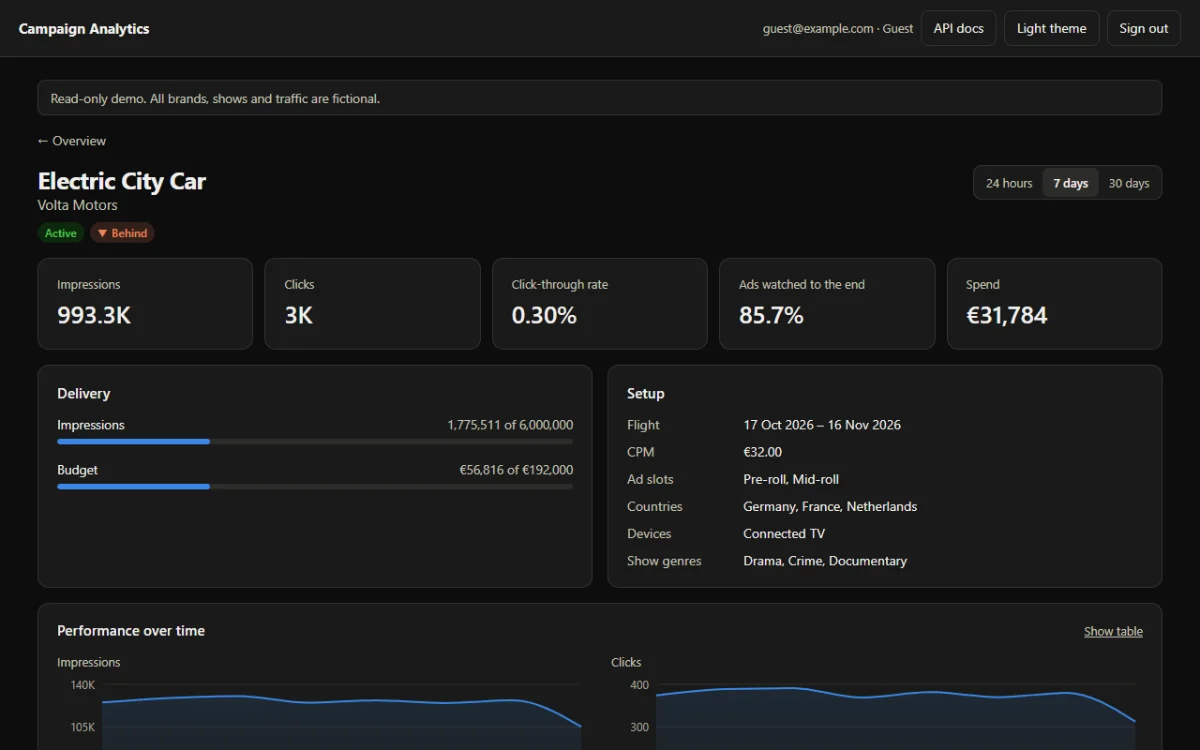 Campaign Analytics
guest@example.com · Guest
API docs
Light theme
Sign out
Read-only demo. All brands, shows and traffic are fictional.
← Overview
Electric City Car
Volta Motors
24 hours
7 days
30 days
Active
▼ Behind
Impressions
993.3K
Clicks
3K
Click-through rate
0.30%
Ads watched to the end
85.7%
Spend
€31,784
Delivery
Impressions 1,775,511 of 6,000,000
Budget €56,816 of €192,000
Setup
Flight 17 Oct 2026 – 16 Nov 2026
CPM €32.00
Ad slots Pre-roll, Mid-roll
Countries Germany, France, Netherlands
Devices Connected TV
Show genres Drama, Crime, Documentary
Performance over time
Show table
Impressions
140K
105K
Clicks
400
300